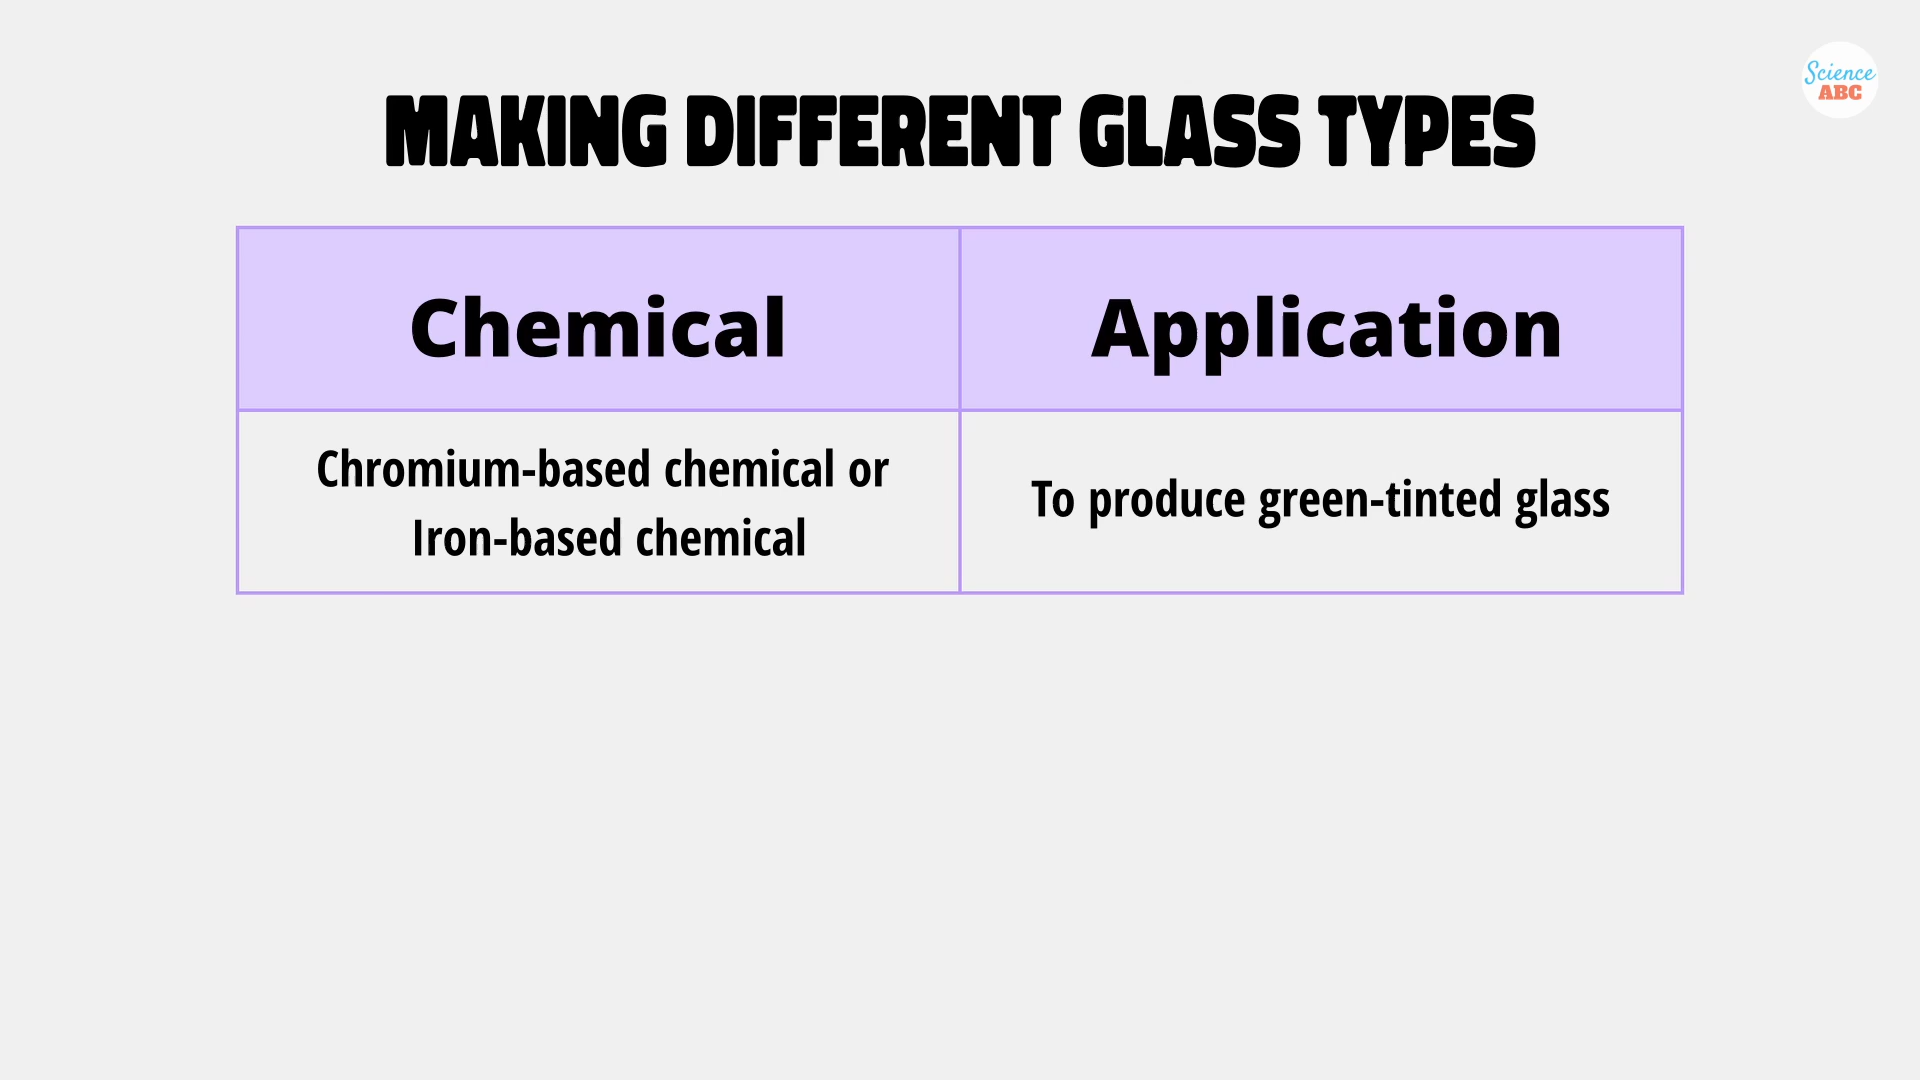 Science
ABC
MAKING DIFFERENT GLASS TYPES
Chemical
Application
Chromium-based chemical or
Iron-based chemical
To produce green-tinted glass